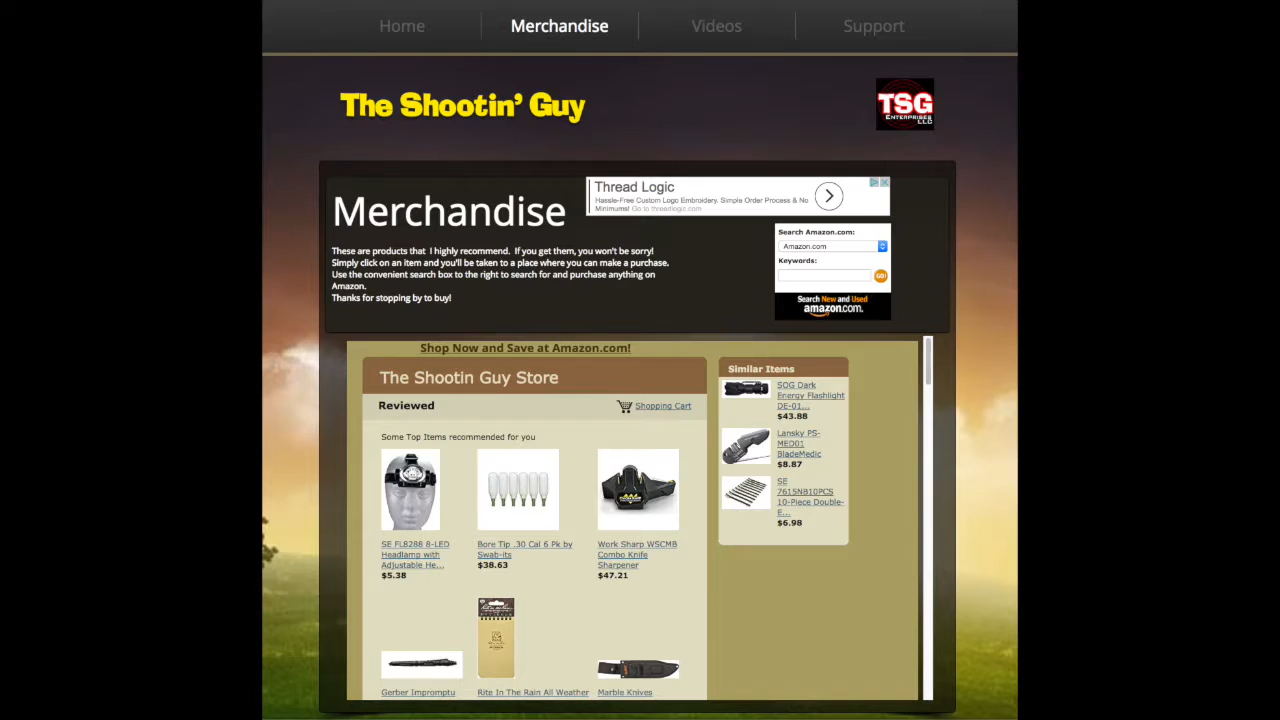 Home
Merchandise
Videos
Support
The Shootin' Guy
TSG
ENTERPRISES
LLC
Merchandise
Thread Logic
Hassle-Free Custom Logo Embroidery. Simple Order Process & No
Minimums! Go to threadlogic.com
These are products that I highly recommend. If you get them, you won't be sorry!
Simply click on an item and you'll be taken to a place where you can make a purchase.
Use the convenient search box to the right to search for and purchase anything on
Amazon.
Thanks for stopping by to buy!
Search Amazon.com:
Amazon.com
Keywords:
GO!
Search New and Used
amazon.com.
Shop Now and Save at Amazon.com!
The Shootin Guy Store
Reviewed
Shopping Cart
Some Top Items recommended for you
SE FL8288 8-LED
Headlamp with
Adjustable He...
$5.38
Bore Tip .30 Cal 6 Pk by
Swab-its
$38.63
Work Sharp WSCMB
Combo Knife
Sharpener
$47.21
Gerber Impromptu
Rite In The Rain All Weather
Marble Knives
Similar Items
SOG Dark
Energy Flashlight
DE-01...
$43.88
Lansky PS-
MED01
BladeMedic
$8.87
SE
7615NB10PCS
10-Piece Double-
E...
$6.98